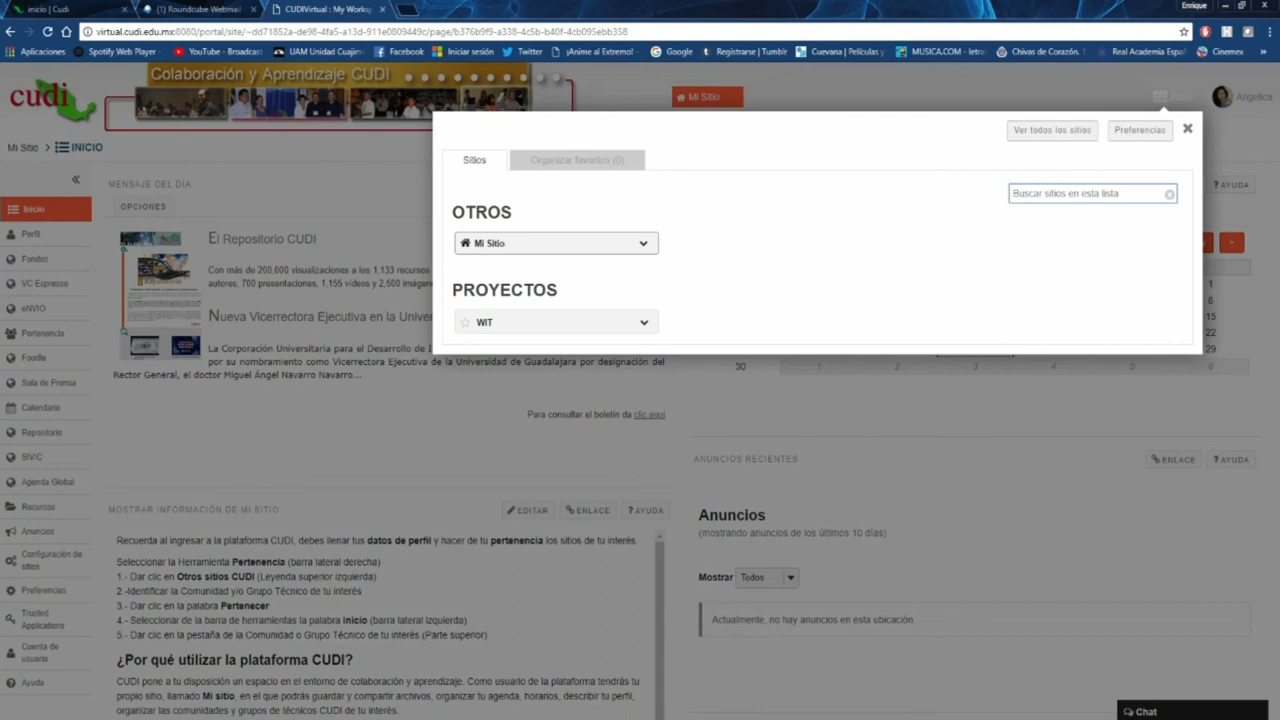 inicio | Cudi
(1) Roundcube Webmail
CUDIVirtual : My Works
Enrique
virtual.cudi.edu.mx:8080/portal/site/~dd71852a-de98-4fa5-a13d-911e0809449c/page/b376b9f9-a338-4c5b-b40f-4cb095ebb358
Aplicaciones
Spotify Web Player -
YouTube - Broadcast
UAM Unidad Cuajim
Facebook
Iniciar sesión
Twitter
¡Anime al Extremo! -
Google
Registrarse | Tumblr
Cuevana | Películas y
MUSICA.COM - letra
Chivas de Corazón.
Real Academia Espa
Cinemex
cudi
Colaboración y Aprendizaje CUDI
Mi Sitio
Angelica
Mi Sitio > INICIO
Ver todos los sitios
Preferencias
Sitios
Organizar favoritos (0)
Buscar sitios en esta lista
OTROS
Mi Sitio
PROYECTOS
WIT
Inicio
Perfil
Fondos
VC Espresso
eNVIO
Pertenencia
Foodle
Sala de Prensa
Calendario
Repositorio
SIVIC
Agenda Global
Recursos
Anuncios
Configuración de
sitios
Preferencias
Trusted
Applications
Cuenta de
usuario
Ayuda
MENSAJE DEL DÍA
OPCIONES
El Repositorio CUDI
Con más de 200,000 visualizaciones a los 1,133 recursos
autores, 700 presentaciones, 1,155 vídeos y 2,500 imágen
Nueva Vicerrectora Ejecutiva en la Unive
La Corporación Universitaria para el Desarrollo de I
por su nombramiento como Vicerrectora Ejecutiva de la Universidad de Guadalajara por designación del
Rector General, el doctor Miguel Ángel Navarro Navarro...
Para consultar el boletín da clic aquí
? AYUDA
1
8
15
22
29
30 1 2 3 4 5 6
MOSTRAR INFORMACIÓN DE MI SITIO
EDITAR
ENLACE
? AYUDA
Recuerda al ingresar a la plataforma CUDI, debes llenar tus datos de perfil y hacer de tu pertenencia los sitios de tu interés.
Seleccionar la Herramienta Pertenencia (barra lateral derecha)
1.- Dar clic en Otros sitios CUDI (Leyenda superior izquierda)
2.-Identificar la Comunidad y/o Grupo Técnico de tu interés
3.- Dar clic en la palabra Pertenecer
4.- Seleccionar de la barra de herramientas la palabra Inicio (barra lateral izquierda)
5.- Dar clic en la pestaña de la Comunidad o Grupo Técnico de tu interés (Parte superior)
¿Por qué utilizar la plataforma CUDI?
CUDI pone a tu disposición un espacio en el entorno de colaboración y aprendizaje. Como usuario de la plataforma tendrás tu
propio sitio, llamado Mi sitio, en el que podrás guardar y compartir archivos, organizar tu agenda, horarios, describir tu perfil,
organizar las comunidades y grupos de técnicos CUDI de tu interés.
ANUNCIOS RECIENTES
ENLACE
? AYUDA
Anuncios
(mostrando anuncios de los últimos 10 días)
Mostrar Todos
Actualmente, no hay anuncios en esta ubicación.
Chat